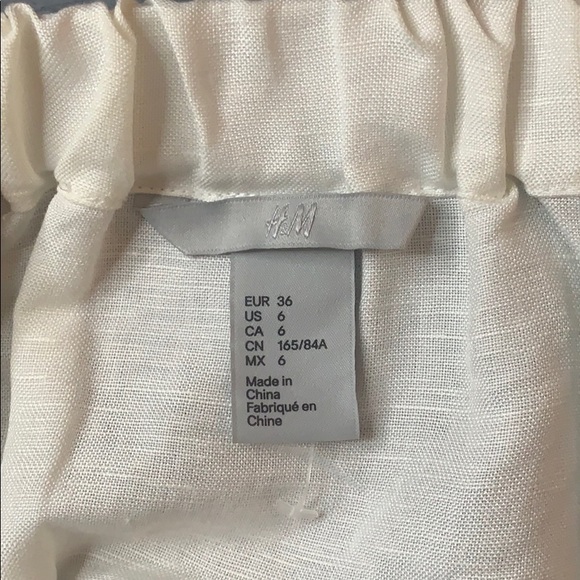 H&M
EUR 36
US 6
CA 6
CN 165/84A
MX 6
Made in
China
Fabriqué en
Chine